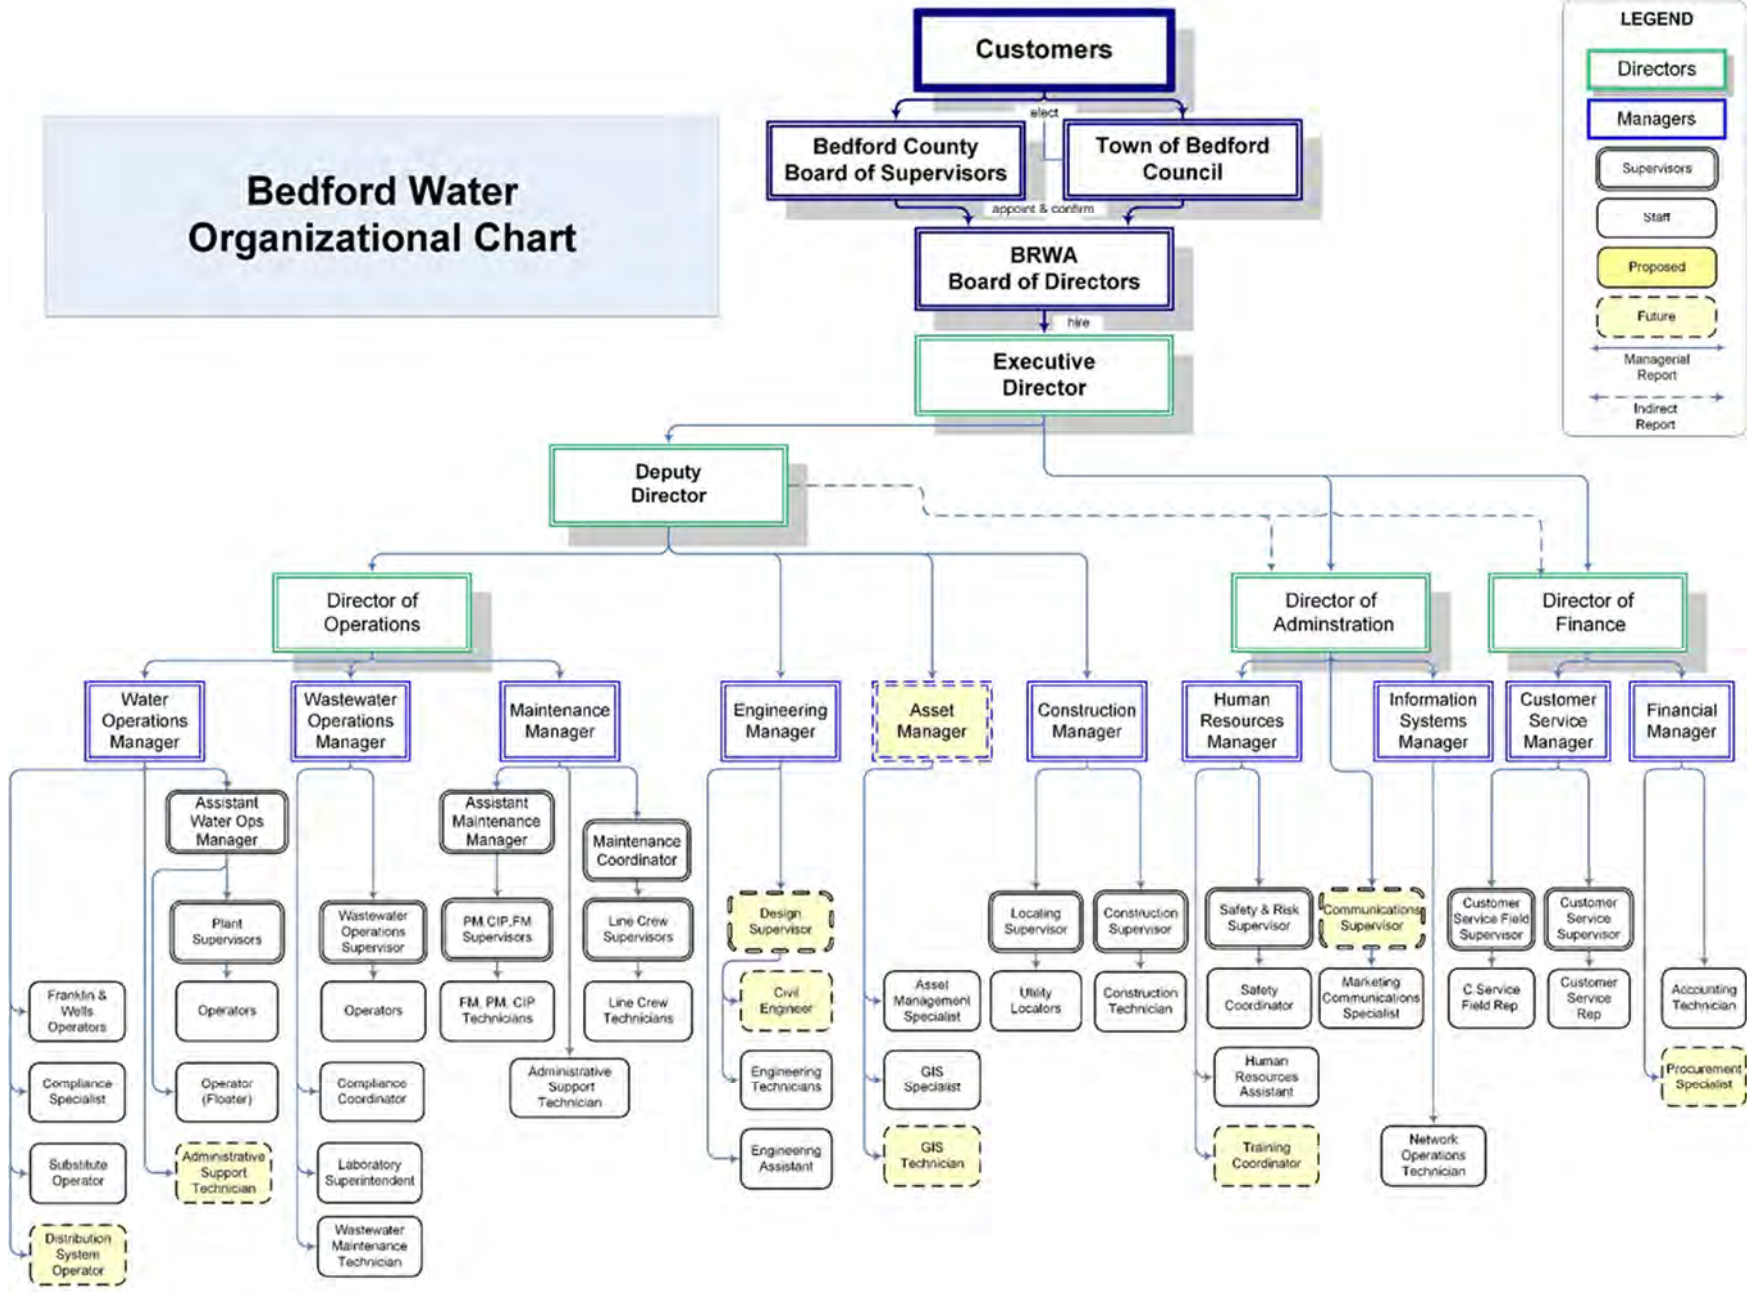 Customers
elect
Bedford County
Board of Supervisors
Town of Bedford
Council
appoint & confirm
BRWA
Board of Directors
hire
Executive
Director
Bedford Water
Organizational Chart
LEGEND
Directors
Managers
Supervisors
Staff
Proposed
Future
Managerial
Report
Indirect
Report
Deputy
Director
Director of
Operations
Director of
Adminstration
Director of
Finance
Water
Operations
Manager
Wastewater
Operations
Manager
Maintenance
Manager
Engineering
Manager
Asset
Manager
Construction
Manager
Human
Resources
Manager
Information
Systems
Manager
Customer
Service
Manager
Financial
Manager
Assistant
Water Ops
Manager
Assistant
Maintenance
Manager
Maintenance
Coordinator
Plant
Supervisors
Wastewater
Operations
Supervisor
PM,CIP,FM
Supervisors
Line Crew
Supervisors
Design
Supervisor
Locating
Supervisor
Construction
Supervisor
Safety & Risk
Supervisor
Communications
Supervisor
Customer
Service Field
Supervisor
Customer
Service
Supervisor
Franklin &
Wells
Operators
Operators
Operators
FM, PM, CIP
Technicians
Line Crew
Technicians
Civil
Engineer
Asset
Management
Specialist
Utility
Locators
Construction
Technician
Safety
Coordinator
Marketing
Communications
Specialist
C.Service
Field Rep
Customer
Service
Rep
Accounting
Technician
Compliance
Specialist
Operator
(Floater)
Compliance
Coordinator
Administrative
Support
Technician
Engineering
Technicians
GIS
Specialist
Human
Resources
Assistant
Procurement
Specialist
Substitute
Operator
Administrative
Support
Technician
Laboratory
Superintendent
Engineering
Assistant
GIS
Technician
Training
Coordinator
Network
Operations
Technician
Distribution
System
Operator
Wastewater
Maintenance
Technician